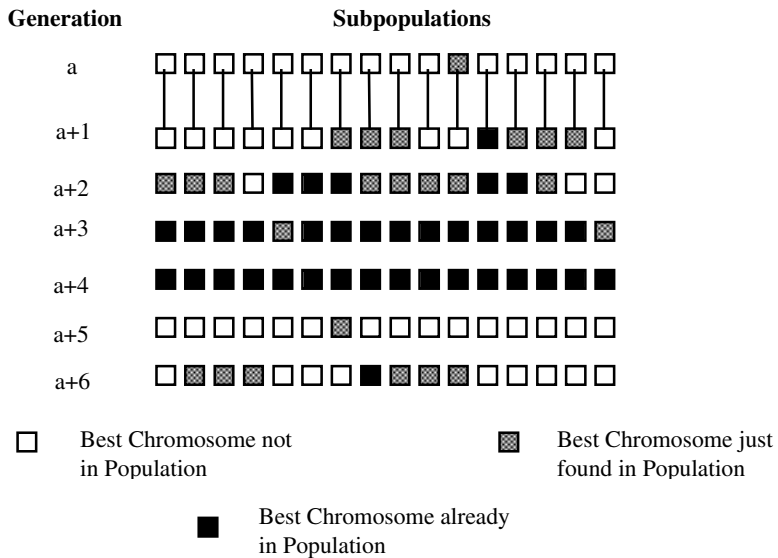 Generation Subpopulations
a
a+1
a+2
a+3
a+4
a+5
a+6
Best Chromosome not
in Population
Best Chromosome just
found in Population
Best Chromosome already
in Population